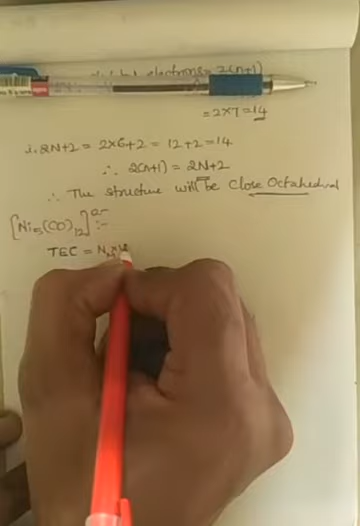 electrons = 2(n+1)
= 2×7 = 14
2N+2 = 2×6+2 = 12+2 = 14
∴ 2(n+1) = 2N+2
∴ The structure will be Close Octahedral
[Ni₅(CO)₁₂]²⁻ :-
TEC =